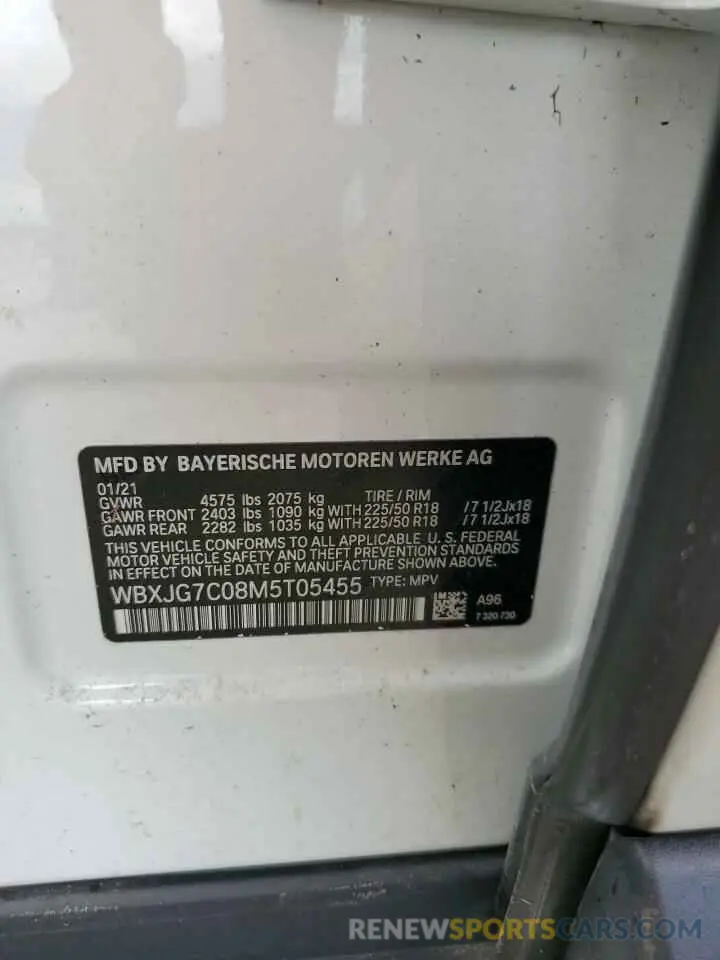 MFD BY BAYERISCHE MOTOREN WERKE AG
01/21
GVWR 4575 lbs 2075 kg TIRE / RIM
GAWR FRONT 2403 lbs 1090 kg WITH 225/50 R18 /7 1/2Jx18
GAWR REAR 2282 lbs 1035 kg WITH 225/50 R18 /7 1/2Jx18
THIS VEHICLE CONFORMS TO ALL APPLICABLE U. S. FEDERAL
MOTOR VEHICLE SAFETY AND THEFT PREVENTION STANDARDS
IN EFFECT ON THE DATE OF MANUFACTURE SHOWN ABOVE.
WBXJG7C08M5T05455 TYPE: MPV
A96
7 320 730
RENEWSPORTSCARS.COM